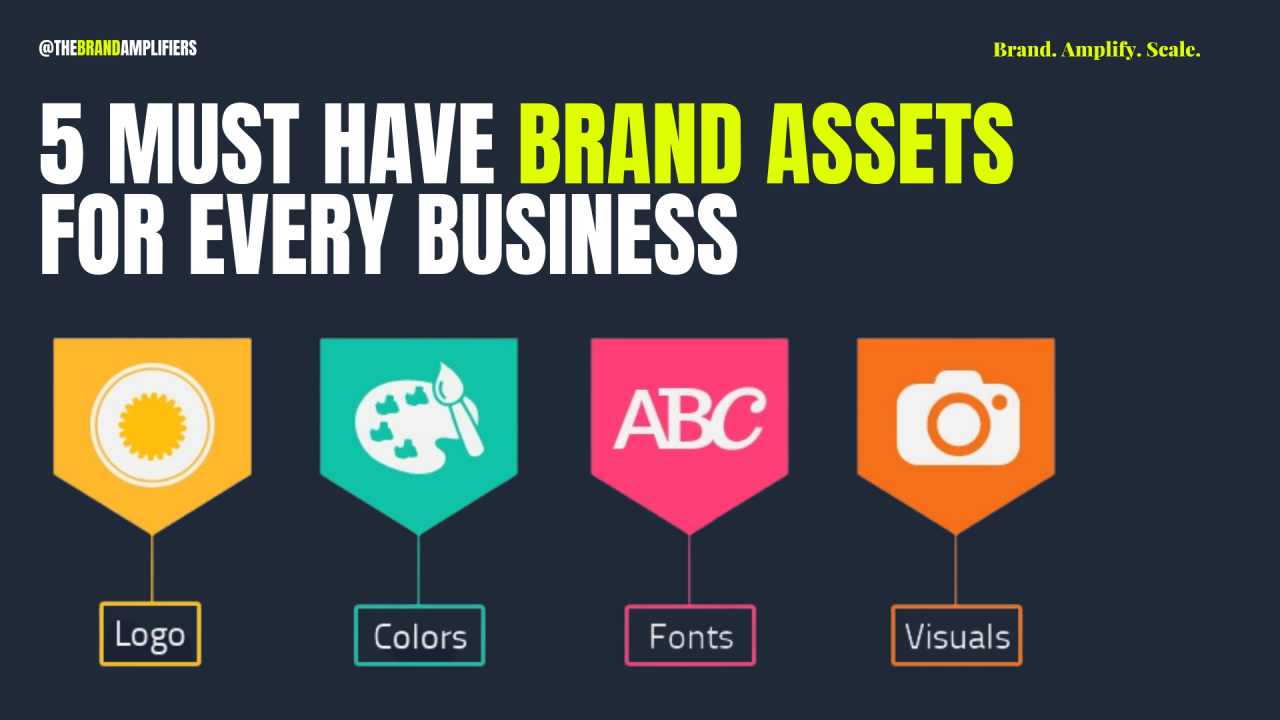 @THEBRANDAMPLIFIERS
Brand. Amplify. Scale.
5 MUST HAVE BRAND ASSETS
FOR EVERY BUSINESS
ABC
Logo
Colors
Fonts
Visuals